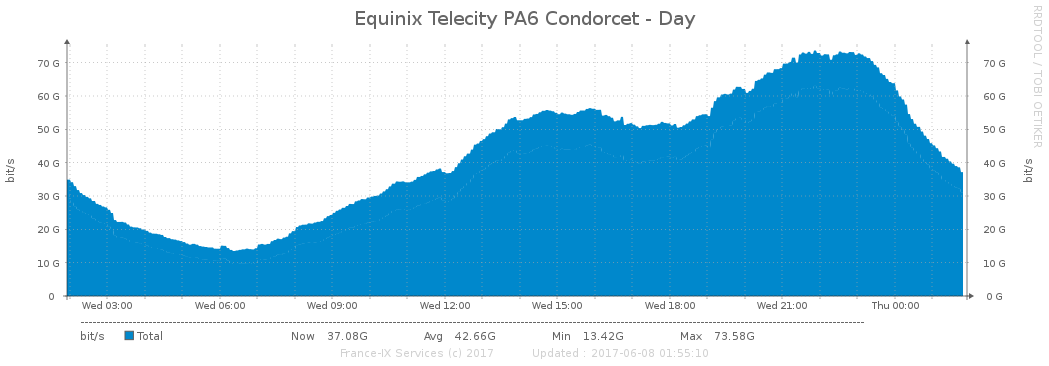 Equinix Telecity PA6 Condorcet - Day
RRDTOOL / TOBI OETIKER
bit/s
70 G 70 G
60 G 60 G
50 G 50 G
40 G 40 G
30 G 30 G
20 G 20 G
10 G 10 G
0 0 G
bit/s
Wed 03:00 Wed 06:00 Wed 09:00 Wed 12:00 Wed 15:00 Wed 18:00 Wed 21:00 Thu 00:00
bit/s Total Now 37.08G Avg 42.66G Min 13.42G Max 73.58G
France-IX Services (c) 2017 Updated : 2017-06-08 01:55:10